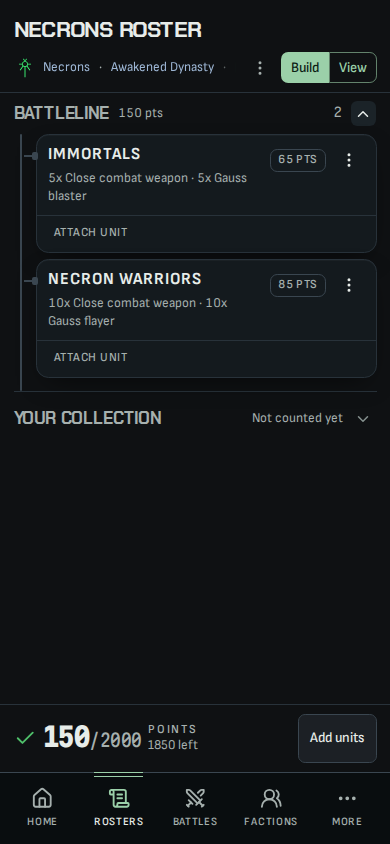 NECRONS ROSTER
Necrons · Awakened Dynasty ·
Build View
BATTLELINE 150 pts 2
IMMORTALS
65 PTS
5x Close combat weapon · 5x Gauss
blaster
ATTACH UNIT
NECRON WARRIORS
85 PTS
10x Close combat weapon · 10x
Gauss flayer
ATTACH UNIT
YOUR COLLECTION Not counted yet
150/2000 POINTS
1850 left
Add units
HOME ROSTERS BATTLES FACTIONS MORE